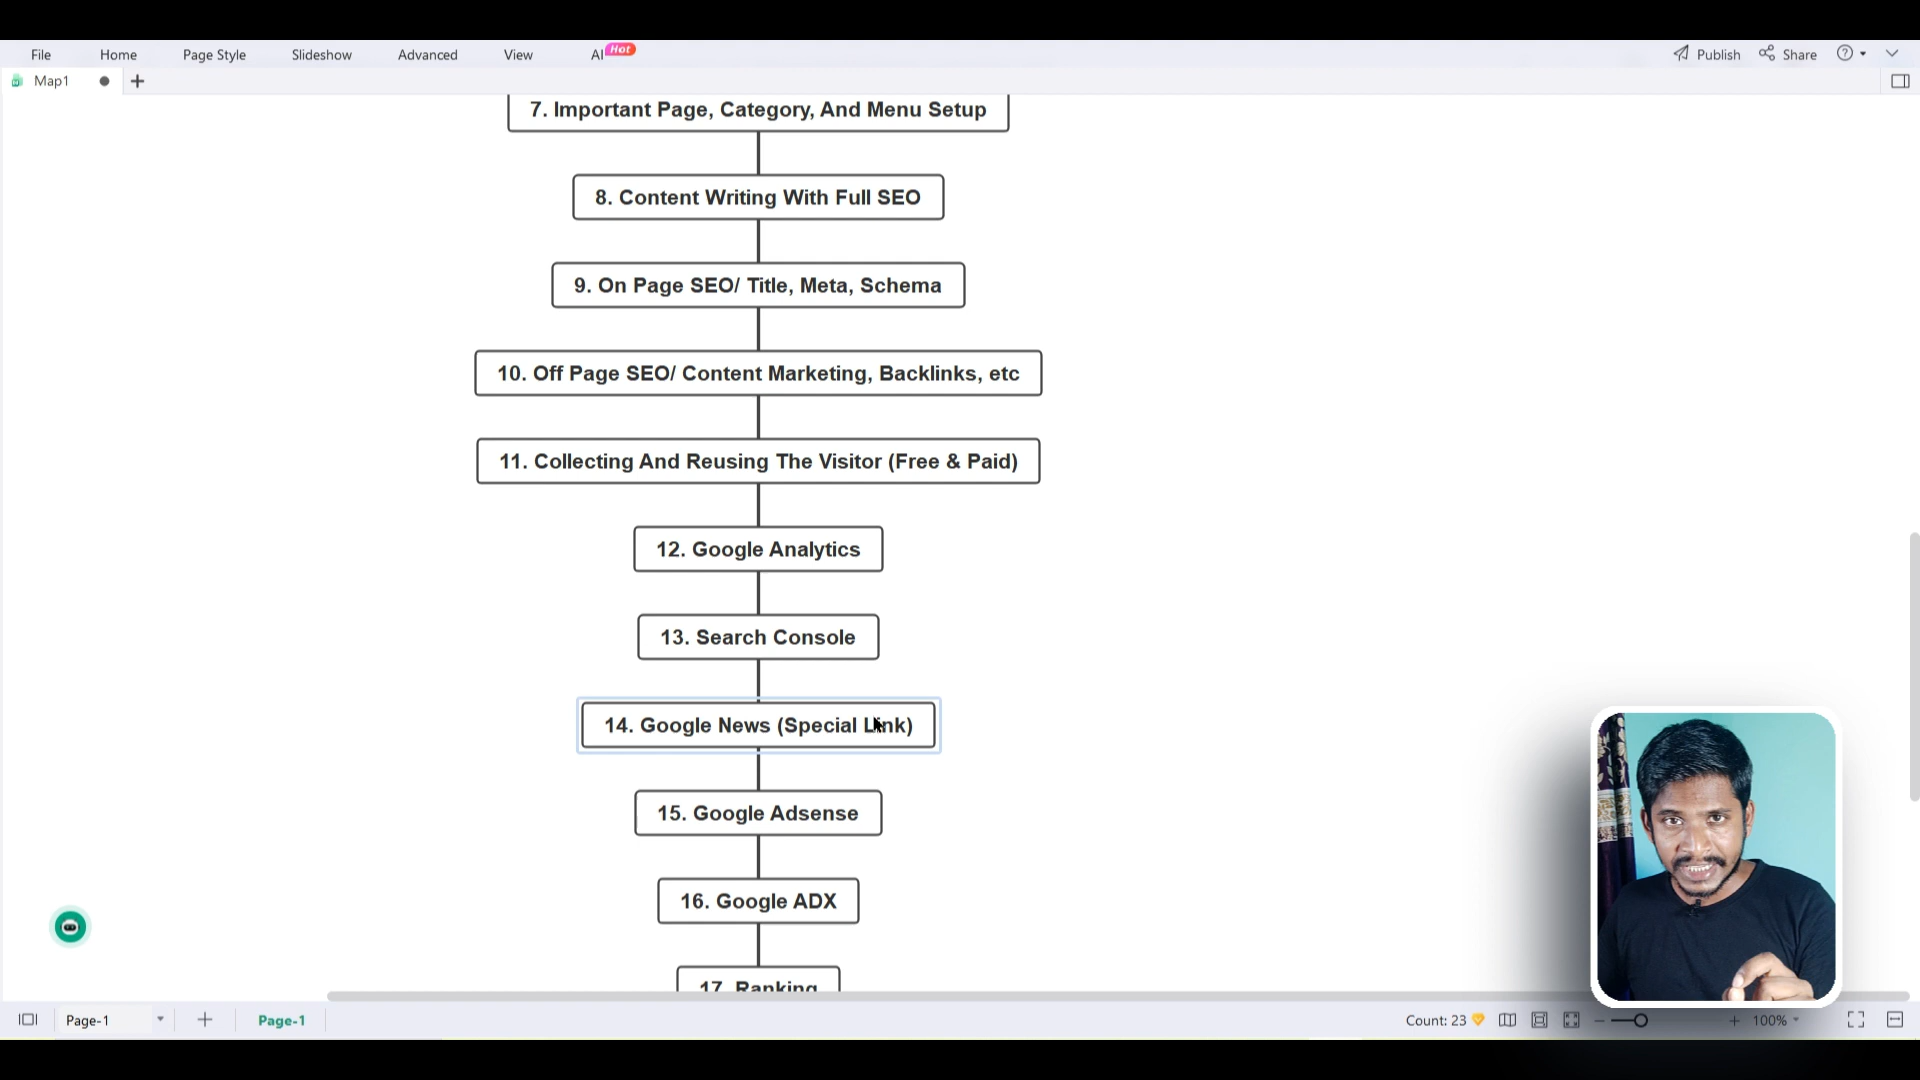 File Home Page Style Slideshow Advanced View AI Hot Publish Share
Map1
7. Important Page, Category, And Menu Setup
8. Content Writing With Full SEO
9. On Page SEO/ Title, Meta, Schema
10. Off Page SEO/ Content Marketing, Backlinks, etc
11. Collecting And Reusing The Visitor (Free & Paid)
12. Google Analytics
13. Search Console
14. Google News (Special Link)
15. Google Adsense
16. Google ADX
17. Ranking
Page-1 Page-1 Count: 23 100%